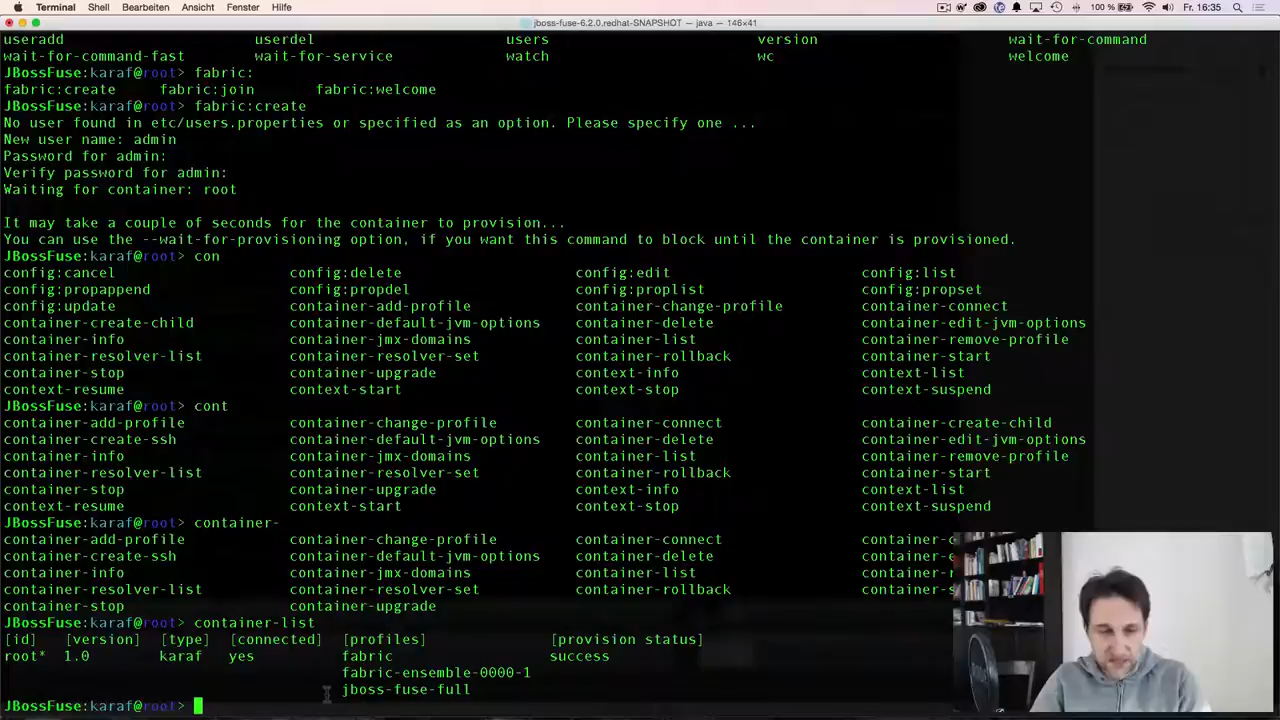 Terminal Shell Bearbeiten Ansicht Fenster Hilfe 100 % Fr. 16:35
jboss-fuse-6.2.0.redhat-SNAPSHOT — java — 146×41
useradd userdel users version wait-for-command
wait-for-command-fast wait-for-service watch wc welcome
JBossFuse:karaf@root> fabric:
fabric:create fabric:join fabric:welcome
JBossFuse:karaf@root> fabric:create
No user found in etc/users.properties or specified as an option. Please specify one ...
New user name: admin
Password for admin:
Verify password for admin:
Waiting for container: root
It may take a couple of seconds for the container to provision...
You can use the --wait-for-provisioning option, if you want this command to block until the container is provisioned.
JBossFuse:karaf@root> con
config:cancel config:delete config:edit config:list
config:propappend config:propdel config:proplist config:propset
config:update container-add-profile container-change-profile container-connect
container-create-child container-default-jvm-options container-delete container-edit-jvm-options
container-info container-jmx-domains container-list container-remove-profile
container-resolver-list container-resolver-set container-rollback container-start
container-stop container-upgrade context-info context-list
context-resume context-start context-stop context-suspend
JBossFuse:karaf@root> cont
container-add-profile container-change-profile container-connect container-create-child
container-create-ssh container-default-jvm-options container-delete container-edit-jvm-options
container-info container-jmx-domains container-list container-remove-profile
container-resolver-list container-resolver-set container-rollback container-start
container-stop container-upgrade context-info context-list
context-resume context-start context-stop context-suspend
JBossFuse:karaf@root> container-
container-add-profile container-change-profile container-connect container-
container-create-ssh container-default-jvm-options container-delete container-e
container-info container-jmx-domains container-list container-r
container-resolver-list container-resolver-set container-rollback container-s
container-stop container-upgrade
JBossFuse:karaf@root> container-list
[id] [version] [type] [connected] [profiles] [provision status]
root* 1.0 karaf yes fabric success
fabric-ensemble-0000-1
jboss-fuse-full
JBossFuse:karaf@root>